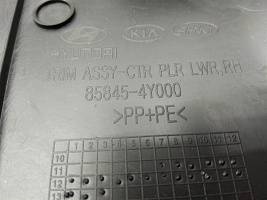 HYUNDAI KIA
TRIM ASSY-CTR PLR LWR,RH
85845-4Y000
>PP+PE<
1 2 3 4 5 6 7 8 9 10 11 12
10
11
12
13